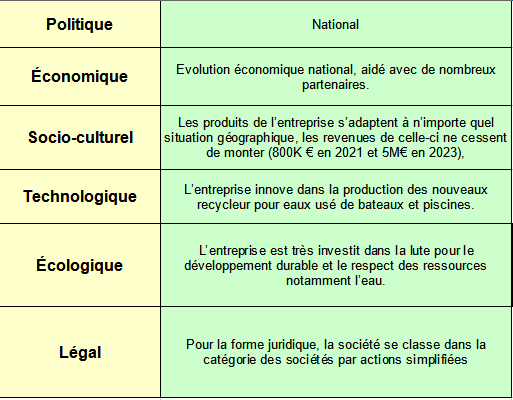 Politique
National
Économique
Evolution économique national, aidé avec de nombreux
partenaires.
Socio-culturel
Les produits de l'entreprise s'adaptent à n'importe quel
situation géographique, les revenues de celle-ci ne cessent
de monter (800K € en 2021 et 5M€ en 2023),
Technologique
L'entreprise innove dans la production des nouveaux
recycleur pour eaux usé de bateaux et piscines.
Écologique
L'entreprise est très investit dans la lute pour le
développement durable et le respect des ressources
notamment l'eau.
Légal
Pour la forme juridique, la société se classe dans la
catégorie des sociétés par actions simplifiées